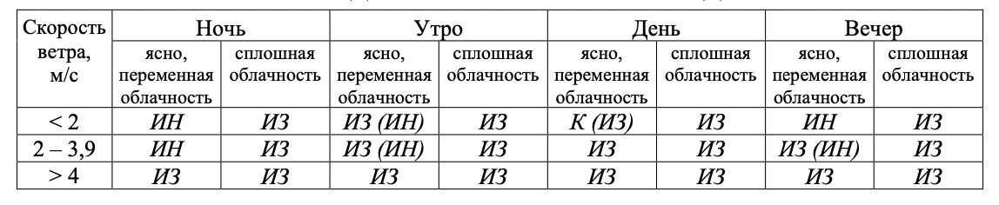 Скорость ветра, м/с | Ночь | Утро | День | Вечер
ясно, переменная облачность | сплошная облачность | ясно, переменная облачность | сплошная облачность | ясно, переменная облачность | сплошная облачность | ясно, переменная облачность | сплошная облачность
< 2 | ИН | ИЗ | ИЗ (ИН) | ИЗ | К (ИЗ) | ИЗ | ИН | ИЗ
2 – 3,9 | ИН | ИЗ | ИЗ (ИН) | ИЗ | ИЗ | ИЗ | ИЗ (ИН) | ИЗ
> 4 | ИЗ | ИЗ | ИЗ | ИЗ | ИЗ | ИЗ | ИЗ | ИЗ